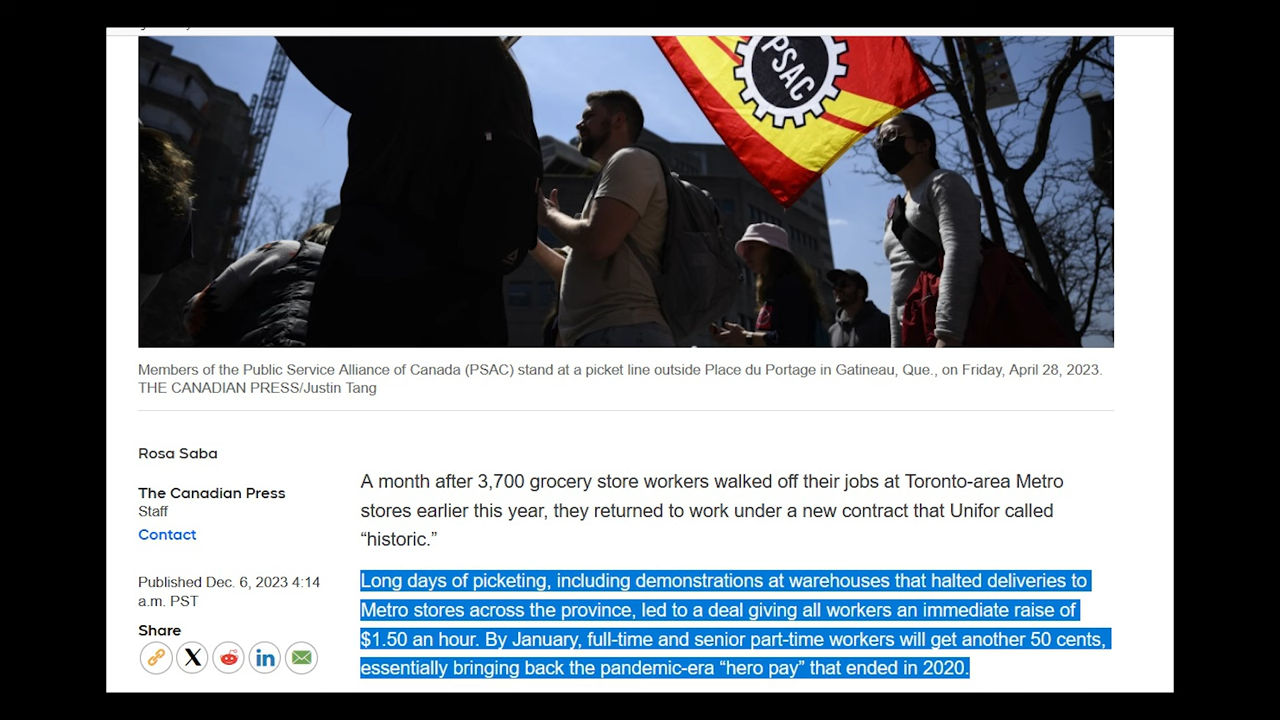 PSAC
Members of the Public Service Alliance of Canada (PSAC) stand at a picket line outside Place du Portage in Gatineau, Que., on Friday, April 28, 2023.
THE CANADIAN PRESS/Justin Tang
Rosa Saba
The Canadian Press
Staff
Contact
Published Dec. 6, 2023 4:14
a.m. PST
Share
A month after 3,700 grocery store workers walked off their jobs at Toronto-area Metro
stores earlier this year, they returned to work under a new contract that Unifor called
“historic.”
Long days of picketing, including demonstrations at warehouses that halted deliveries to
Metro stores across the province, led to a deal giving all workers an immediate raise of
$1.50 an hour. By January, full-time and senior part-time workers will get another 50 cents,
essentially bringing back the pandemic-era “hero pay” that ended in 2020.